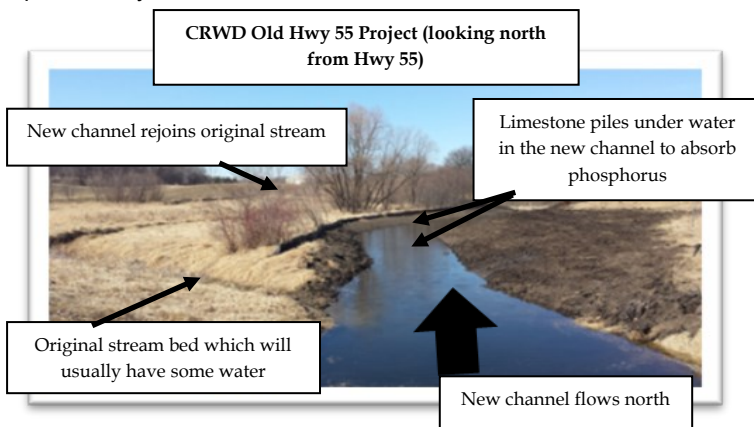 CRWD Old Hwy 55 Project (looking north
from Hwy 55)
New channel rejoins original stream
Limestone piles under water
in the new channel to absorb
phosphorus
Original stream bed which will
usually have some water
New channel flows north